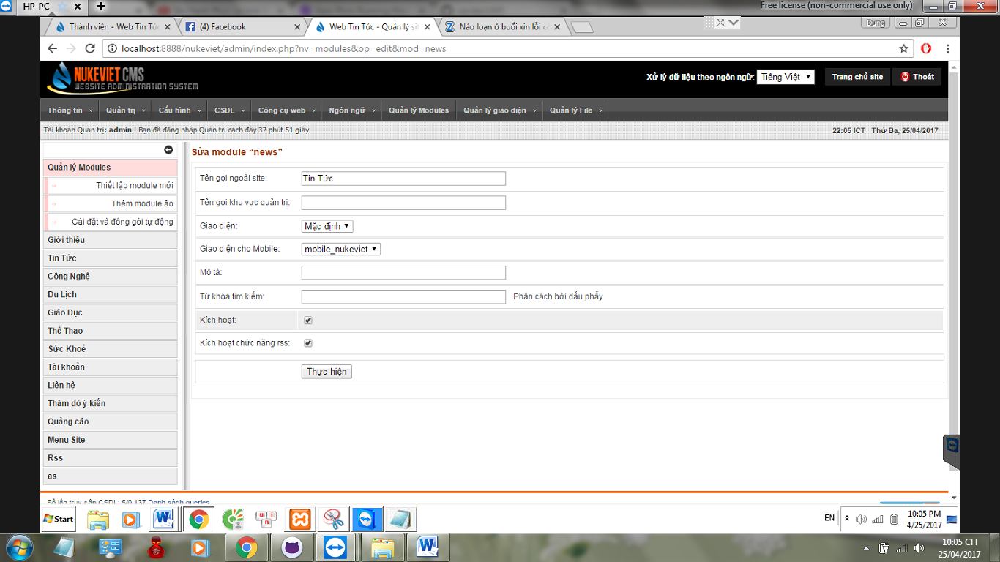 HP-PC
Free license (non-commercial use only)
Thành viên - Web Tin Tức
(4) Facebook
Web Tin Tức - Quản lý si
Náo loạn ở buổi xin lỗi c
Dung
localhost:8888/nukeviet/admin/index.php?nv=modules&op=edit&mod=news
NUKEVIET CMS
WEBSITE ADMINISTRATION SYSTEM
Xử lý dữ liệu theo ngôn ngữ: Tiếng Việt Trang chủ site Thoát
Thông tin Quản trị Cấu hình CSDL Công cụ web Ngôn ngữ Quản lý Modules Quản lý giao diện Quản lý File
Tài khoản Quản trị: admin ! Bạn đã đăng nhập Quản trị cách đây 37 phút 51 giây
22:05 ICT Thứ Ba, 25/04/2017
Quản lý Modules
Thiết lập module mới
Thêm module ảo
Cài đặt và đóng gói tự động
Giới thiệu
Tin Tức
Công Nghệ
Du Lịch
Giáo Dục
Thể Thao
Sức Khoẻ
Tài khoản
Liên hệ
Thăm dò ý kiến
Quảng cáo
Menu Site
Rss
as
Sửa module “news”
Tên gọi ngoài site: Tin Tức
Tên gọi khu vực quản trị:
Giao diện: Mặc định
Giao diện cho Mobile: mobile_nukeviet
Mô tả:
Từ khóa tìm kiếm: Phân cách bởi dấu phẩy
Kích hoạt:
Kích hoạt chức năng rss:
Thực hiện
Số lần truy cập CSDL: 5/0.137 Danh sách queries
Start
EN
10:05 PM
4/25/2017
10:05 CH
25/04/2017